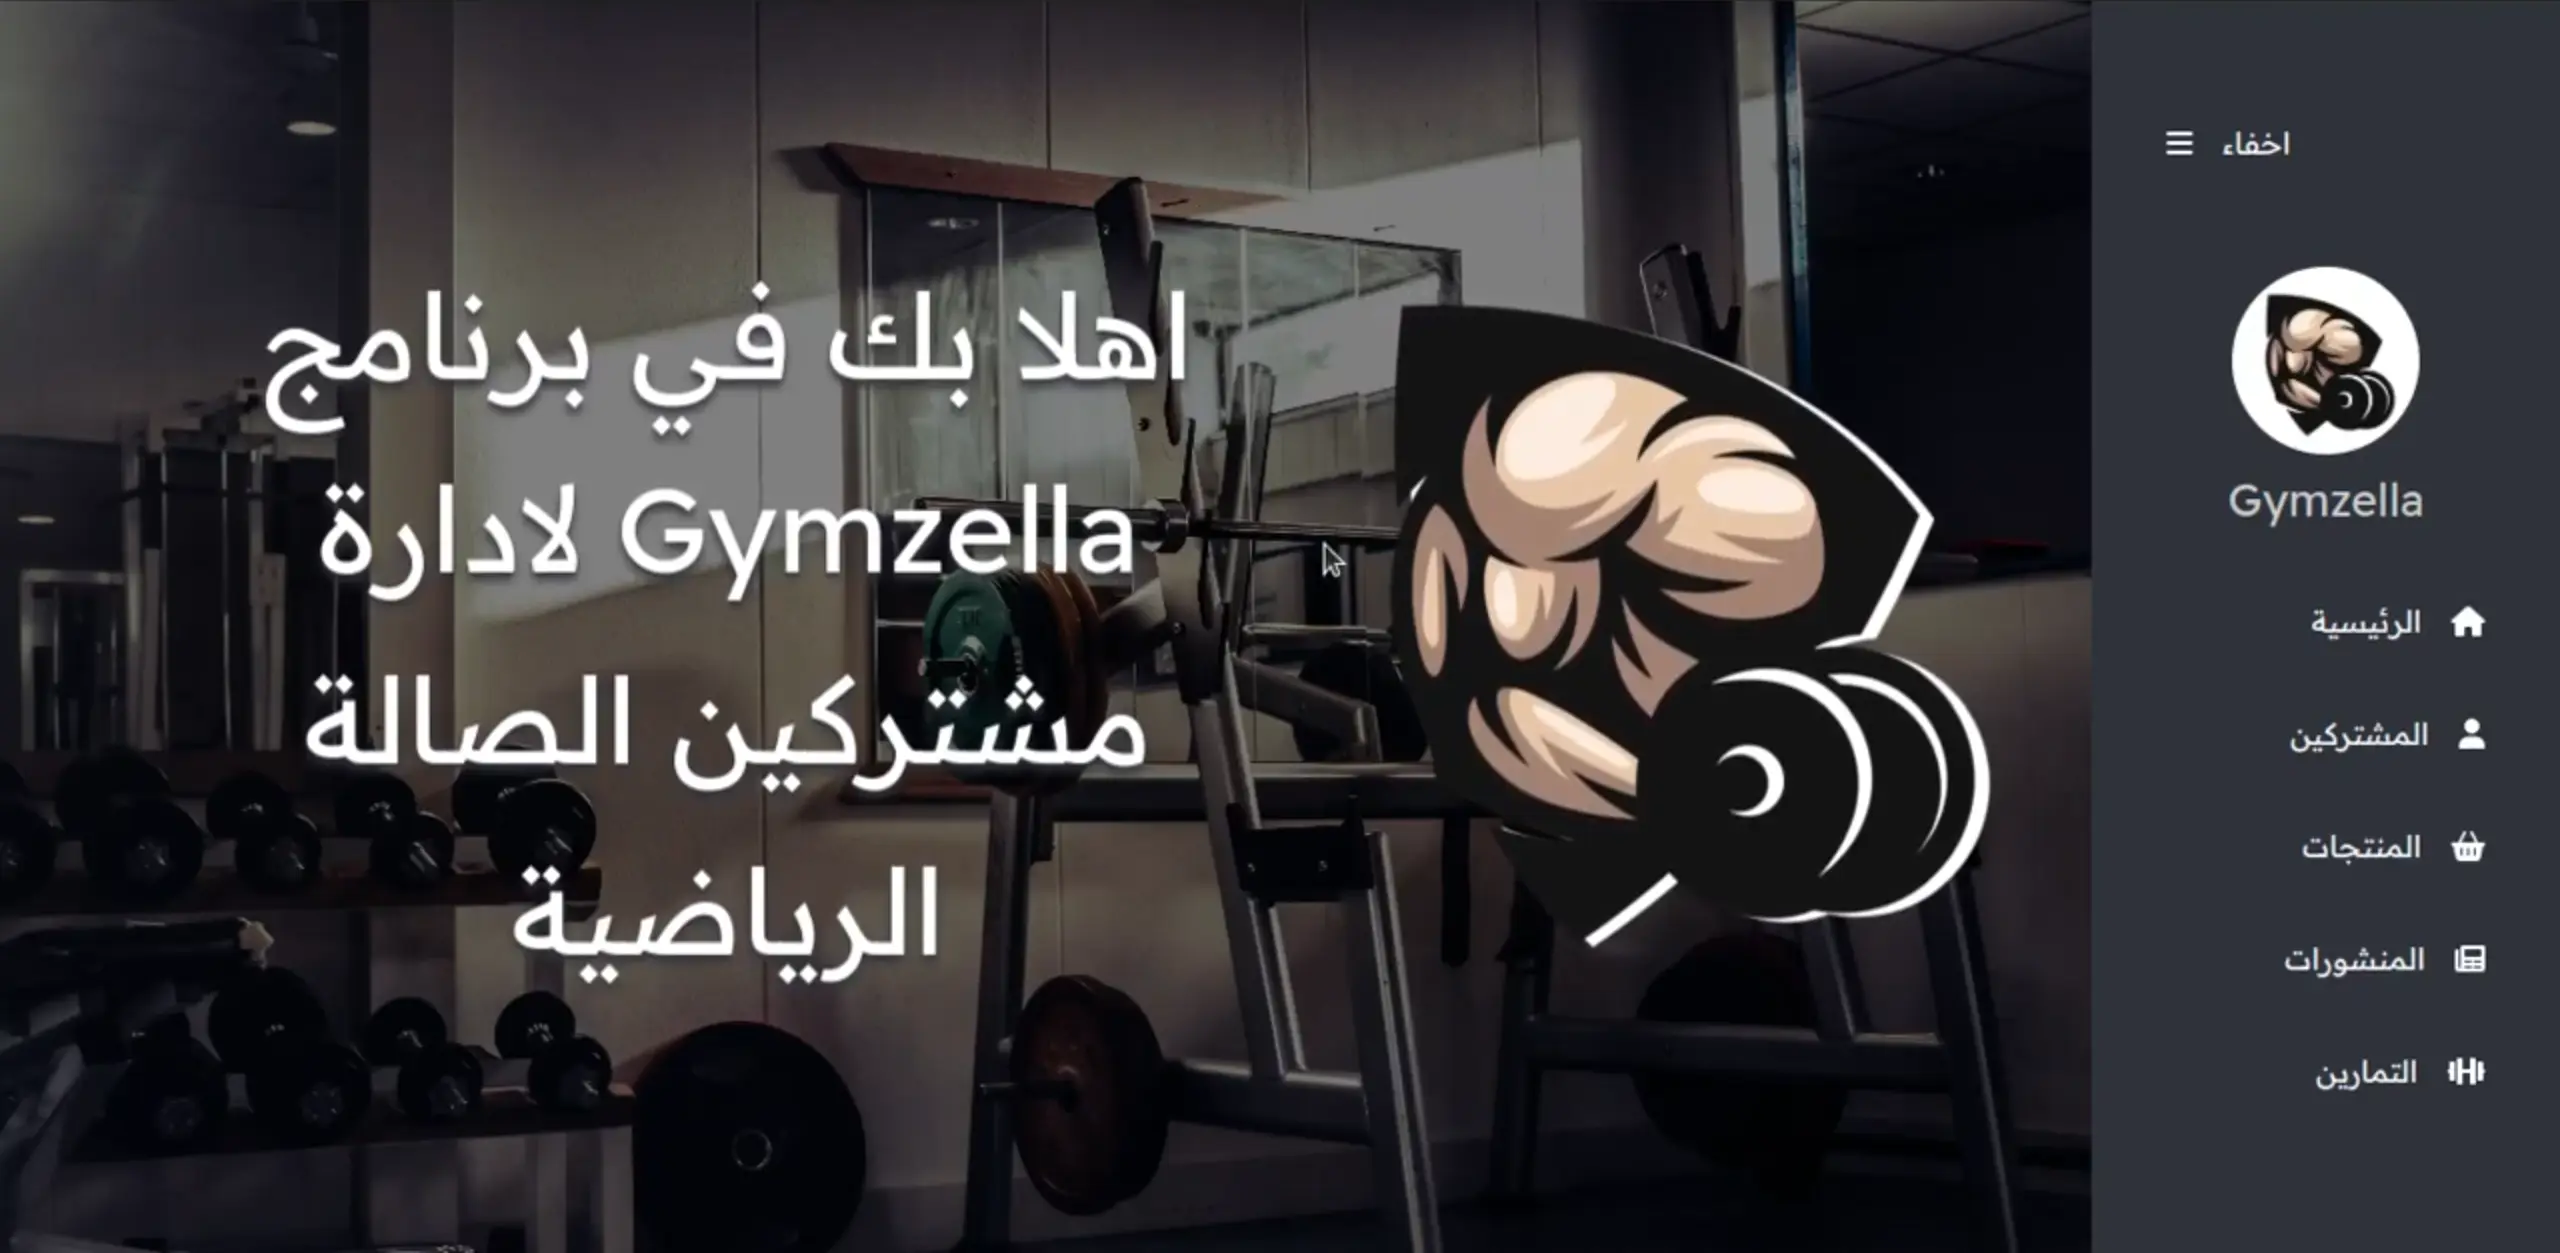 اخفاء
Gymzella
الرئيسية
المشتركين
المنتجات
المنشورات
التمارين
اهلا بك في برنامج
Gymzella لادارة
مشتركين الصالة
الرياضية